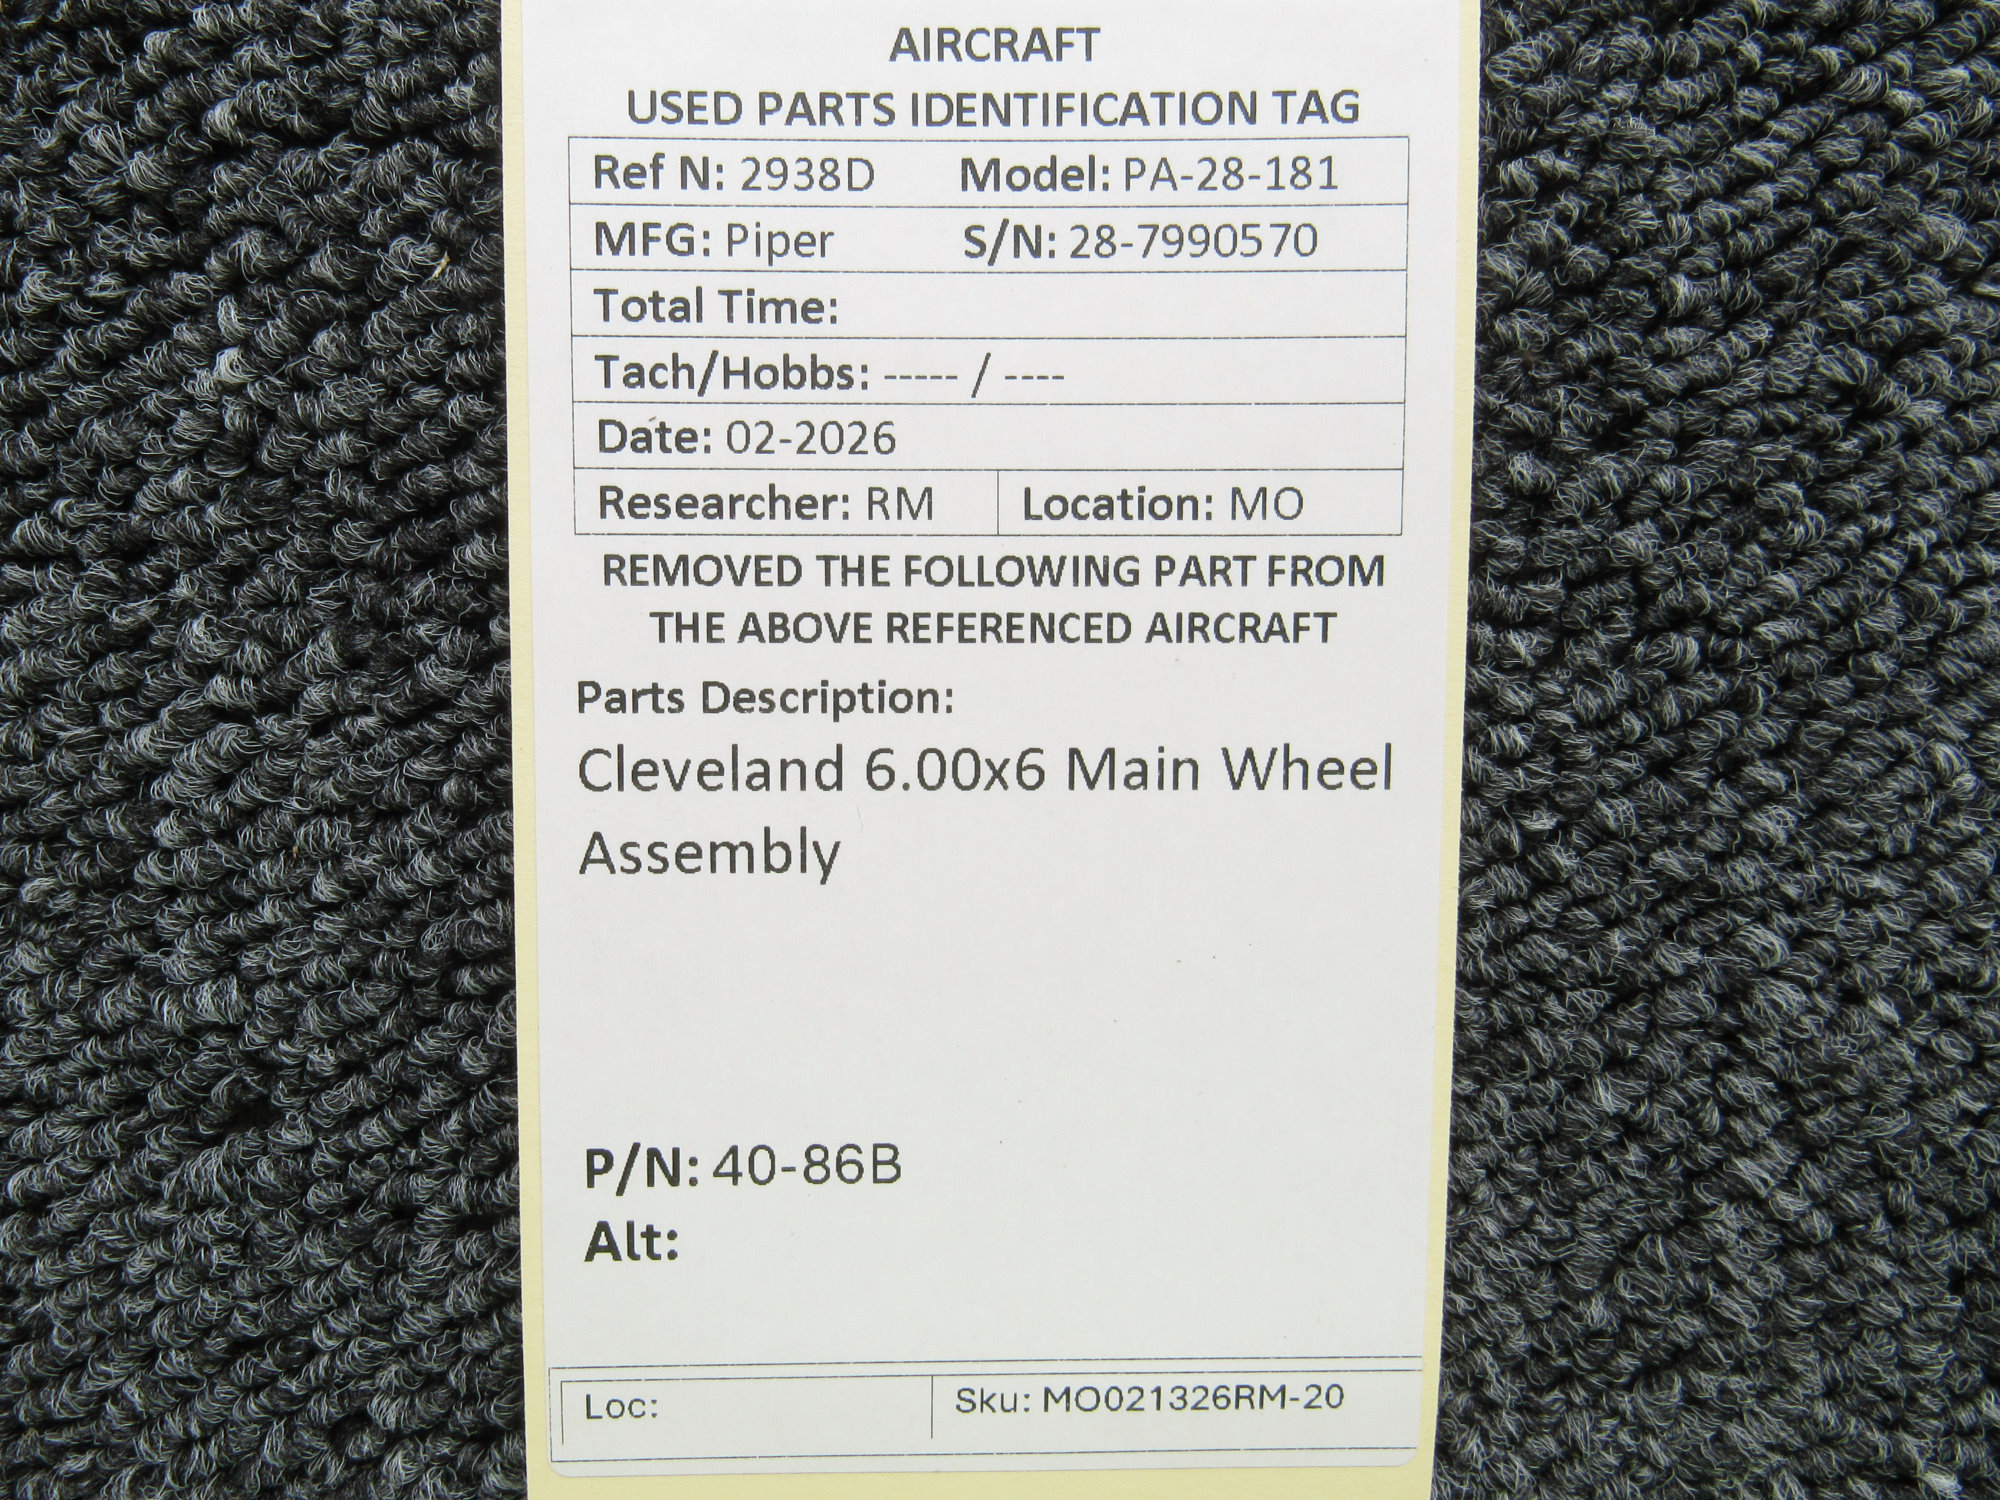 AIRCRAFT
USED PARTS IDENTIFICATION TAG
Ref N: 2938D Model: PA-28-181
MFG: Piper S/N: 28-7990570
Total Time:
Tach/Hobbs: ----- / ----
Date: 02-2026
Researcher: RM Location: MO
REMOVED THE FOLLOWING PART FROM
THE ABOVE REFERENCED AIRCRAFT
Parts Description:
Cleveland 6.00x6 Main Wheel
Assembly
P/N: 40-86B
Alt:
Loc: Sku: MO021326RM-20